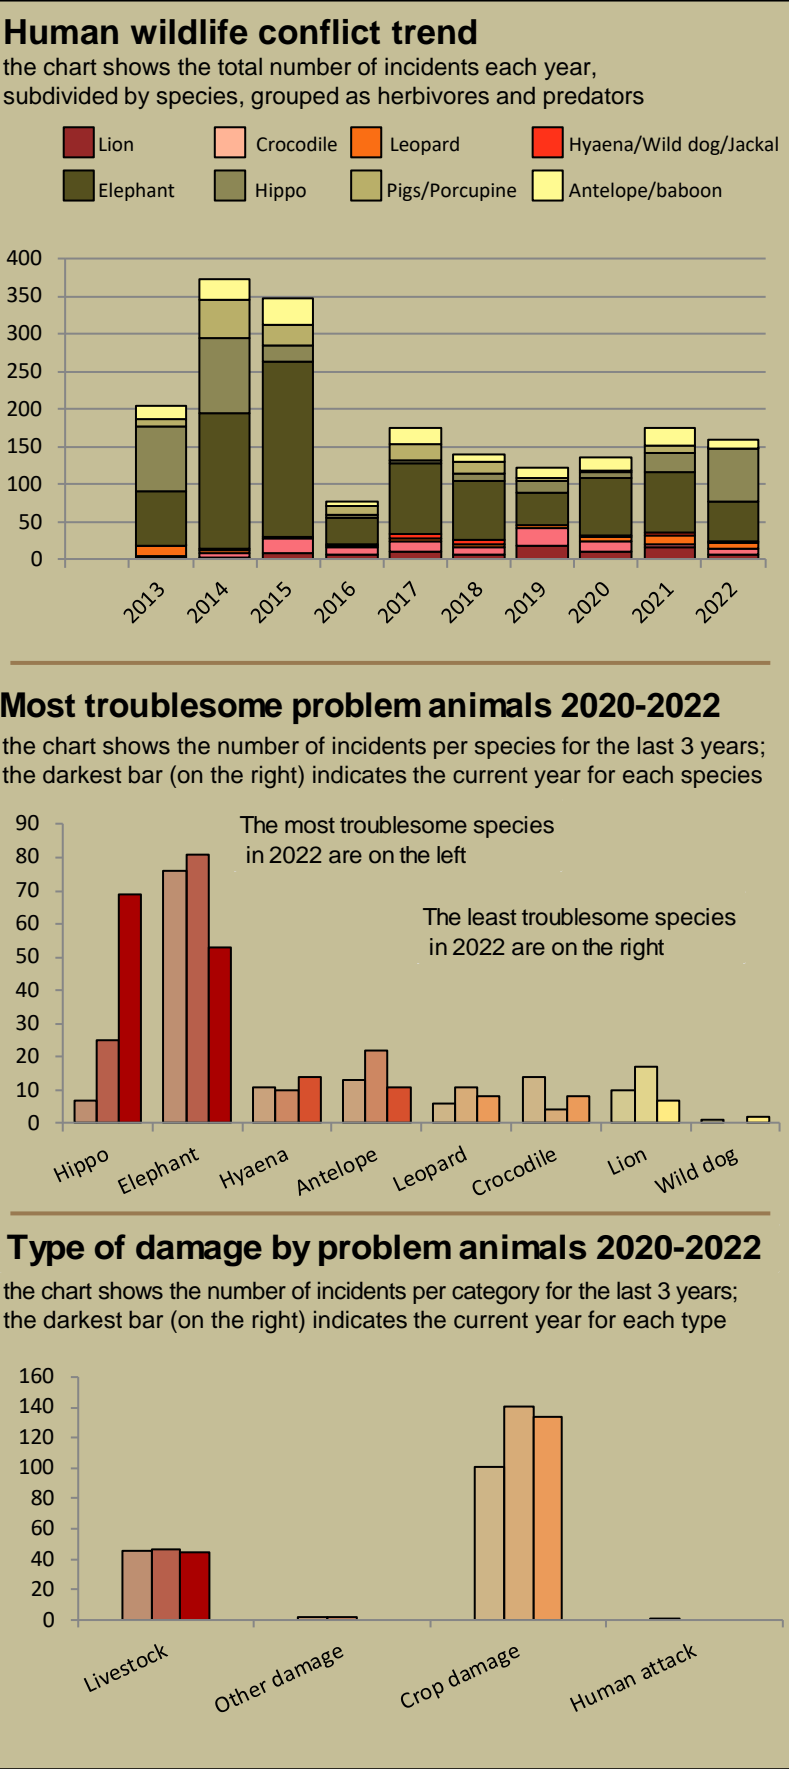 Human wildlife conflict trend
the chart shows the total number of incidents each year,
subdivided by species, grouped as herbivores and predators
Lion Crocodile Leopard Hyaena/Wild dog/Jackal
Elephant Hippo Pigs/Porcupine Antelope/baboon
400
350
300
250
200
150
100
50
0
2013 2014 2015 2016 2017 2018 2019 2020 2021 2022
Most troublesome problem animals 2020-2022
the chart shows the number of incidents per species for the last 3 years;
the darkest bar (on the right) indicates the current year for each species
90
80
70
60
50
40
30
20
10
0
The most troublesome species
in 2022 are on the left
The least troublesome species
in 2022 are on the right
Hippo Elephant Hyaena Antelope Leopard Crocodile Lion Wild dog
Type of damage by problem animals 2020-2022
the chart shows the number of incidents per category for the last 3 years;
the darkest bar (on the right) indicates the current year for each type
160
140
120
100
80
60
40
20
0
Livestock Other damage Crop damage Human attack